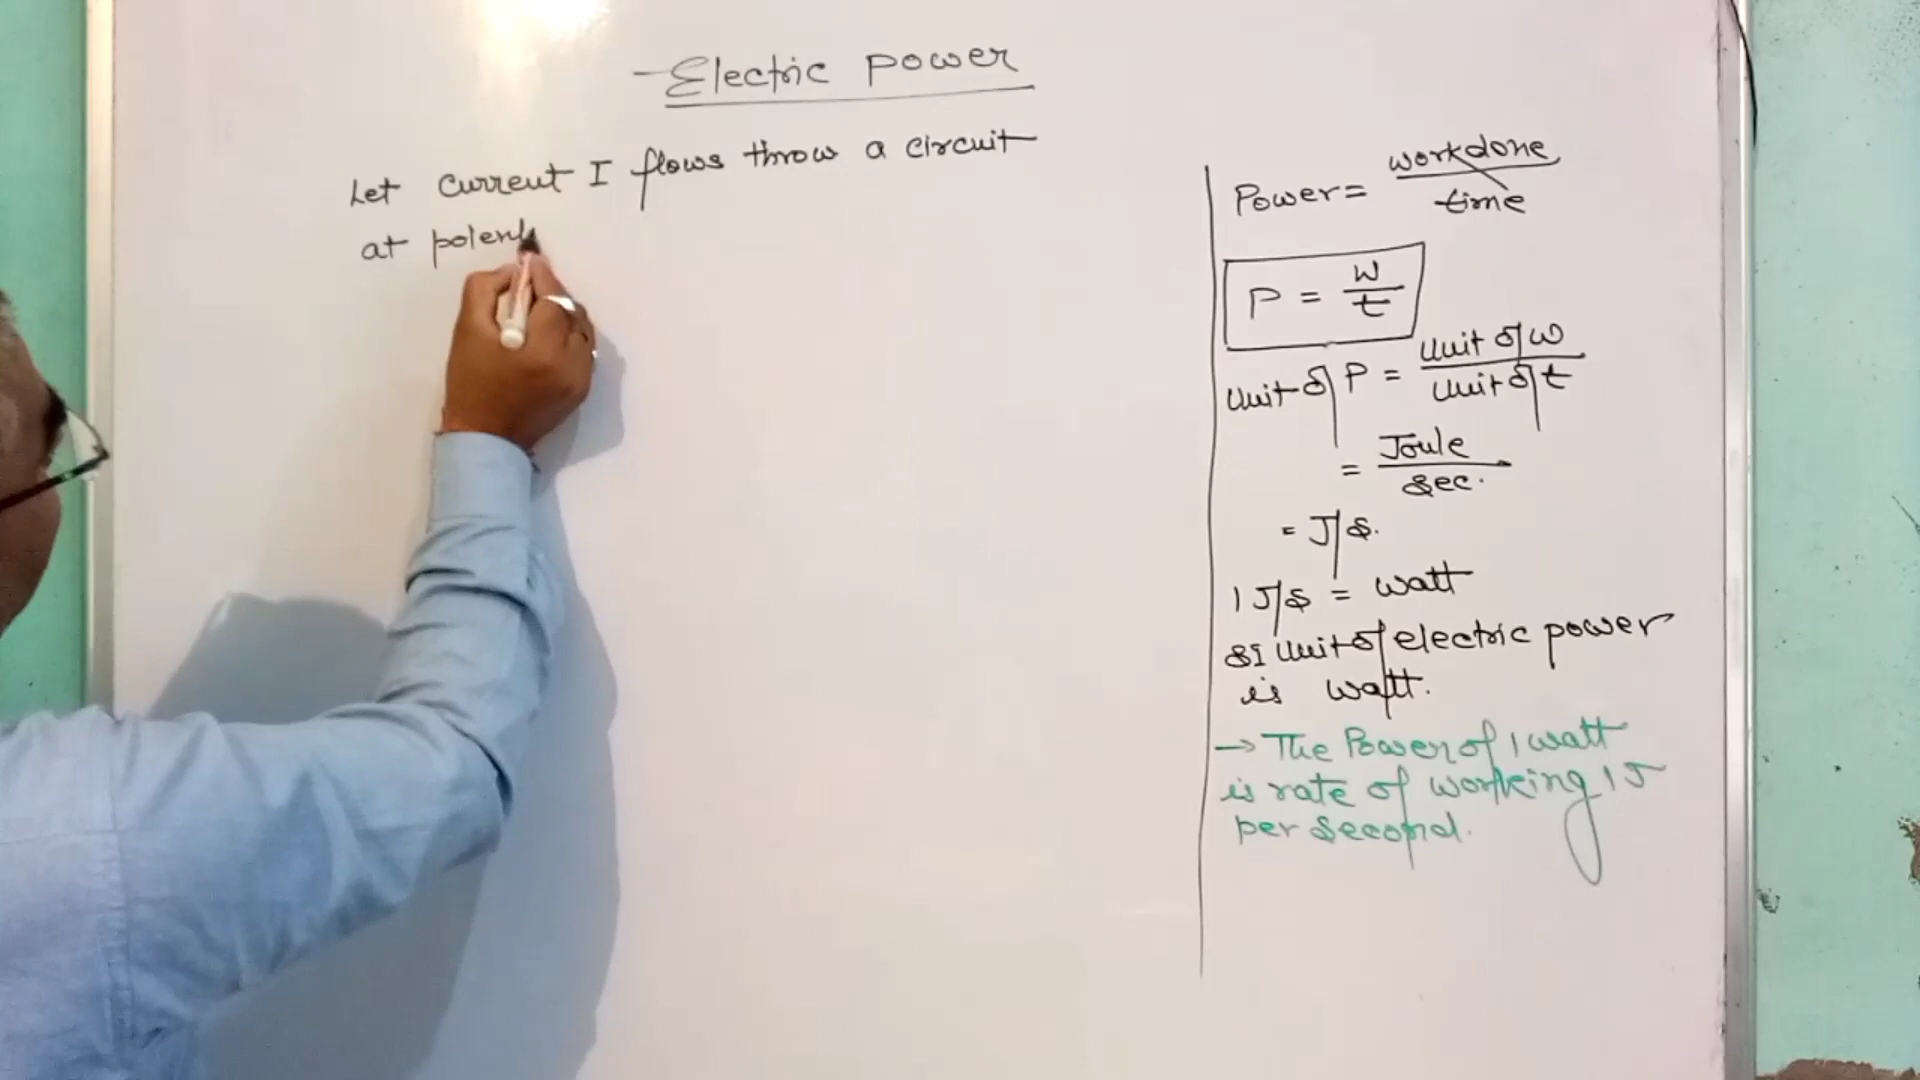 Electric power
Let current I flows throw a circuit
at potent
Power = workdone
time
P = W
t
Unit of P = Unit of W
Unit of t
= Joule
Sec.
= J/S.
1 J/S = watt
SI Unit of electric power
is watt.
→ The Power of 1 watt
is rate of working 1 J
per second.